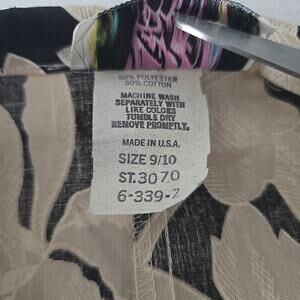 50% POLYESTER
50% COTTON
MACHINE WASH
SEPARATELY WITH
LIKE COLORS
TUMBLE DRY
REMOVE PROMPTLY.
MADE IN U.S.A.
SIZE 9/10
ST. 3070
6-339-7